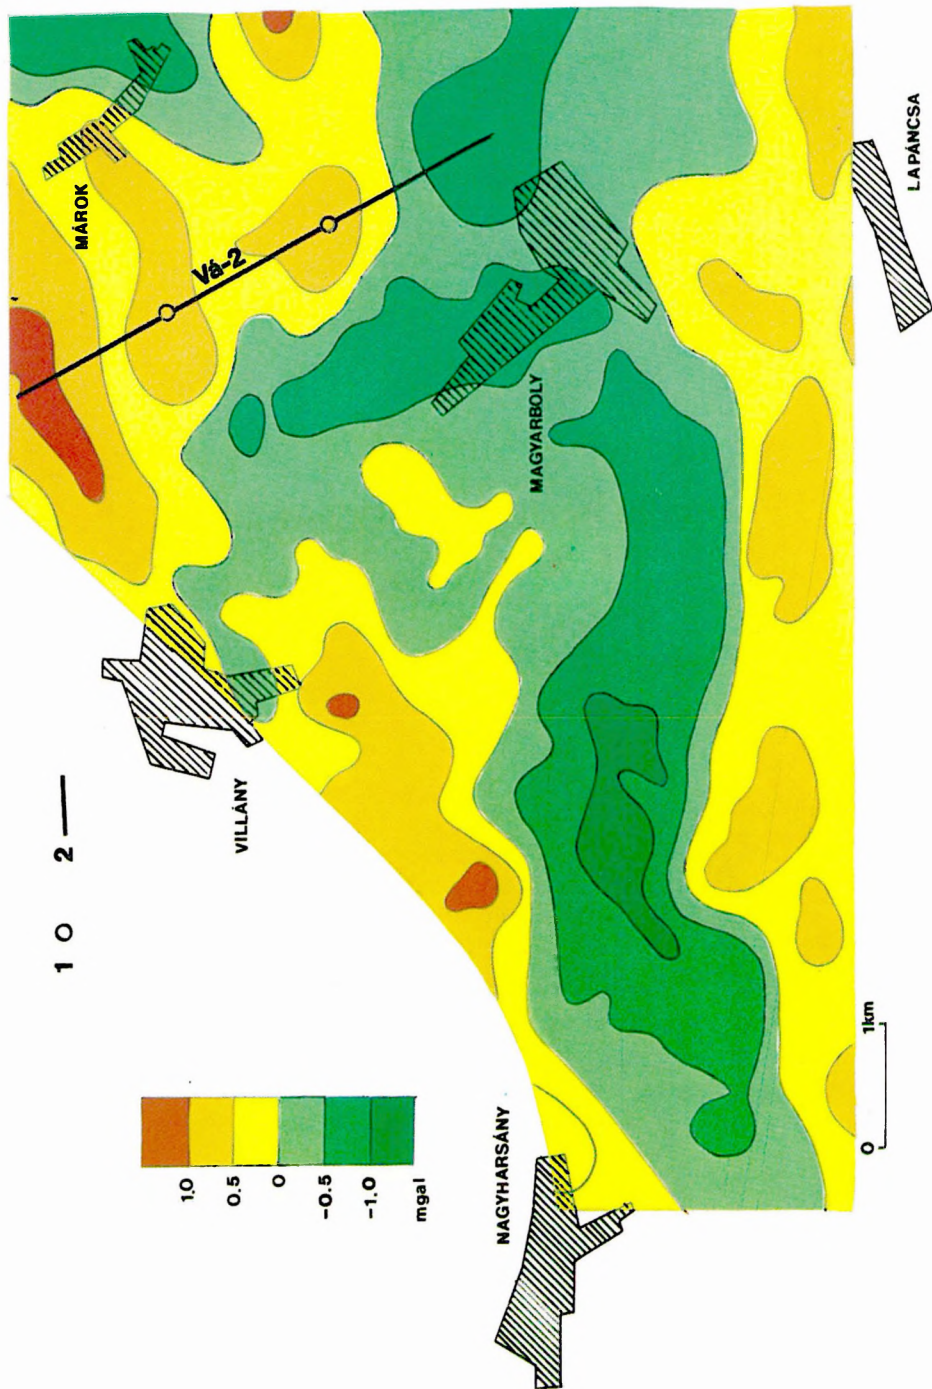 MÁROK
Vá-2
LAPÁNCSA
MAGYARBOLY
VILLÁNY
1 O 2 —
NAGYHARSÁNY
1.0
0.5
0
-0.5
-1.0
mgal
0 1km